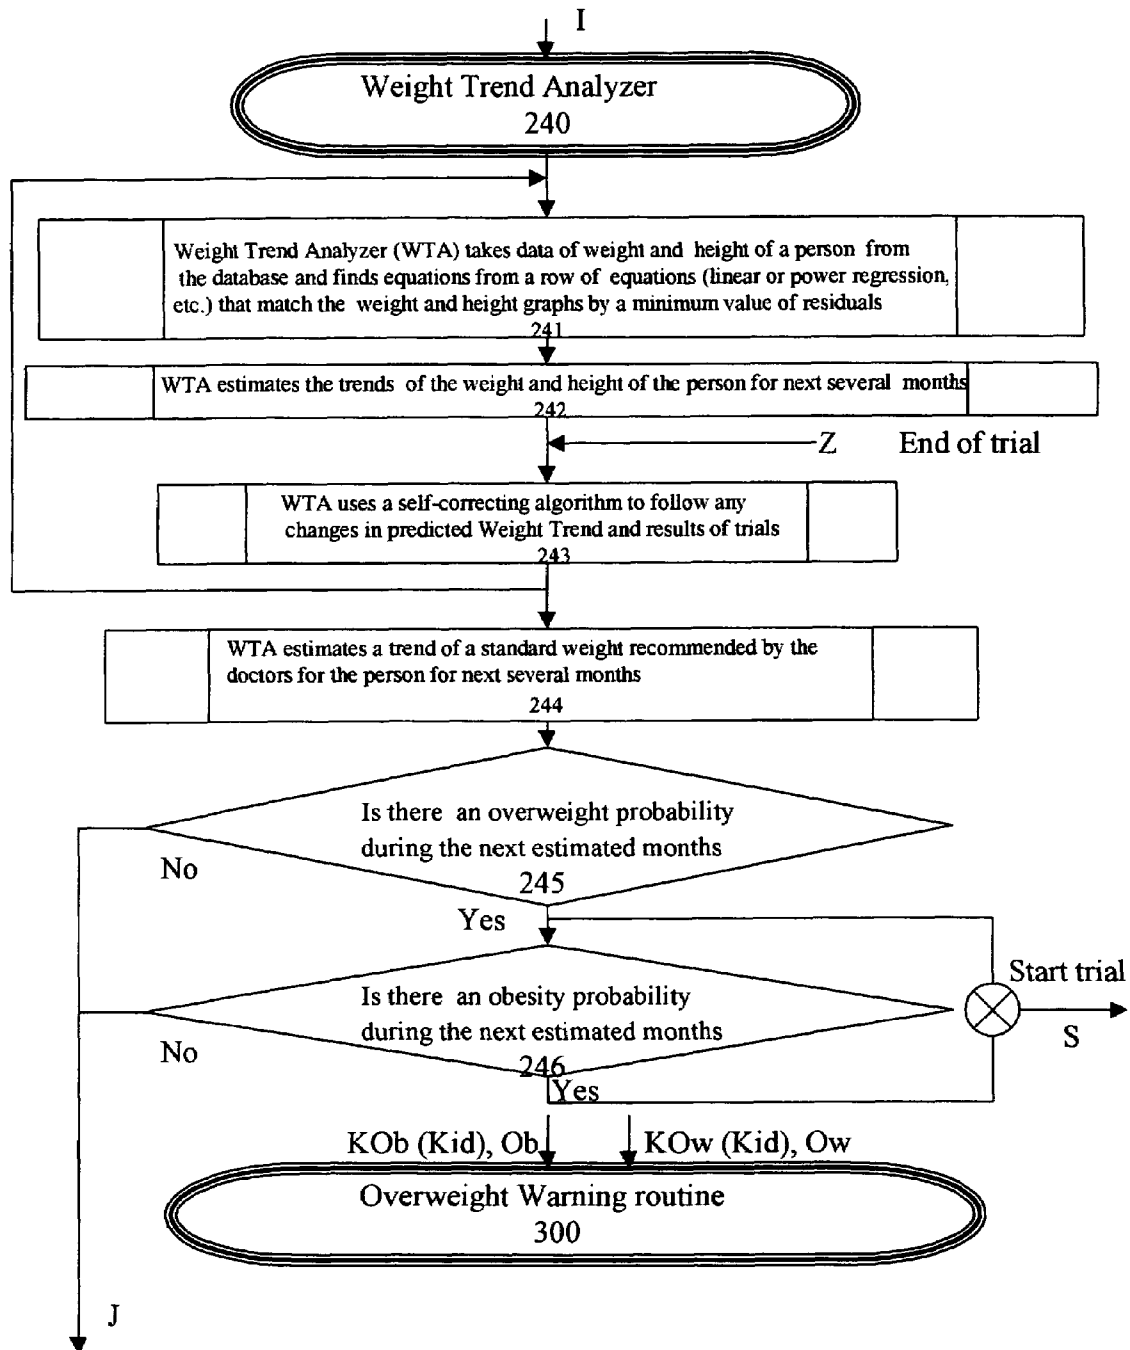 I
Weight Trend Analyzer
240
Weight Trend Analyzer (WTA) takes data of weight and height of a person from
the database and finds equations from a row of equations (linear or power regression,
etc.) that match the weight and height graphs by a minimum value of residuals
241
WTA estimates the trends of the weight and height of the person for next several months
242
Z End of trial
WTA uses a self-correcting algorithm to follow any
changes in predicted Weight Trend and results of trials
243
WTA estimates a trend of a standard weight recommended by the
doctors for the person for next several months
244
Is there an overweight probability
during the next estimated months
245
No
Yes
Start trial
S
Is there an obesity probability
during the next estimated months
246
No
Yes
KOb (Kid), Ob KOw (Kid), Ow
Overweight Warning routine
300
J